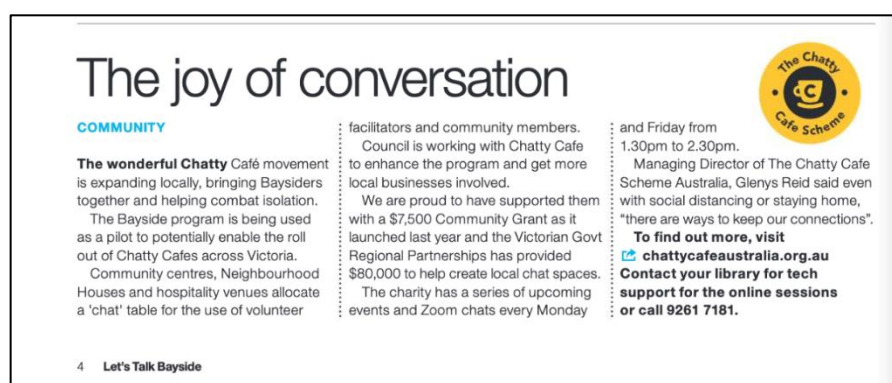 The joy of conversation
The Chatty
C
Cafe Scheme
COMMUNITY
The wonderful Chatty Café movement
is expanding locally, bringing Baysiders
together and helping combat isolation.
The Bayside program is being used
as a pilot to potentially enable the roll
out of Chatty Cafes across Victoria.
Community centres, Neighbourhood
Houses and hospitality venues allocate
a 'chat' table for the use of volunteer
facilitators and community members.
Council is working with Chatty Cafe
to enhance the program and get more
local businesses involved.
We are proud to have supported them
with a $7,500 Community Grant as it
launched last year and the Victorian Govt
Regional Partnerships has provided
$80,000 to help create local chat spaces.
The charity has a series of upcoming
events and Zoom chats every Monday
and Friday from
1.30pm to 2.30pm.
Managing Director of The Chatty Cafe
Scheme Australia, Glenys Reid said even
with social distancing or staying home,
“there are ways to keep our connections”.
To find out more, visit
chattycafeaustralia.org.au
Contact your library for tech
support for the online sessions
or call 9261 7181.
4 Let's Talk Bayside